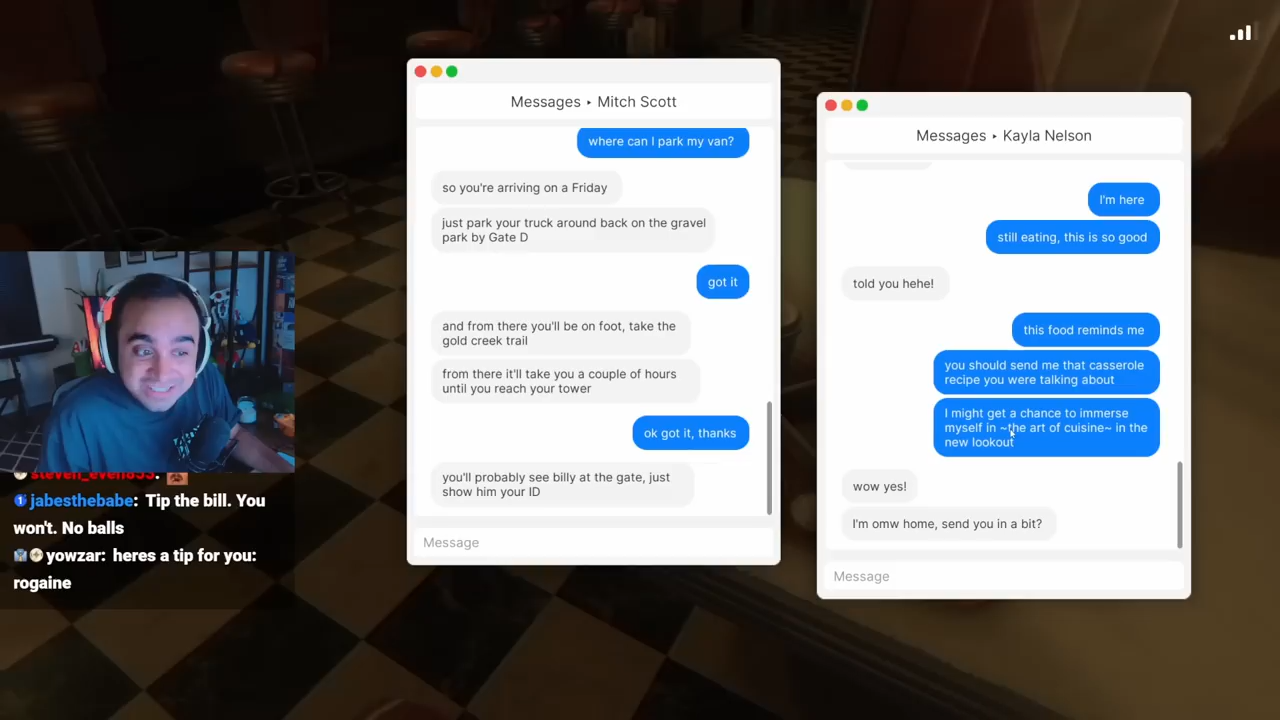 Messages ‣ Mitch Scott
where can I park my van?
so you're arriving on a Friday
just park your truck around back on the gravel
park by Gate D
got it
and from there you'll be on foot, take the
gold creek trail
from there it'll take you a couple of hours
until you reach your tower
ok got it, thanks
you'll probably see billy at the gate, just
show him your ID
Message
Messages ‣ Kayla Nelson
I'm here
still eating, this is so good
told you hehe!
this food reminds me
you should send me that casserole
recipe you were talking about
I might get a chance to immerse
myself in ~the art of cuisine~ in the
new lookout
wow yes!
I'm omw home, send you in a bit?
Message
jabesthebabe: Tip the bill. You
won't. No balls
yowzar: heres a tip for you:
rogaine